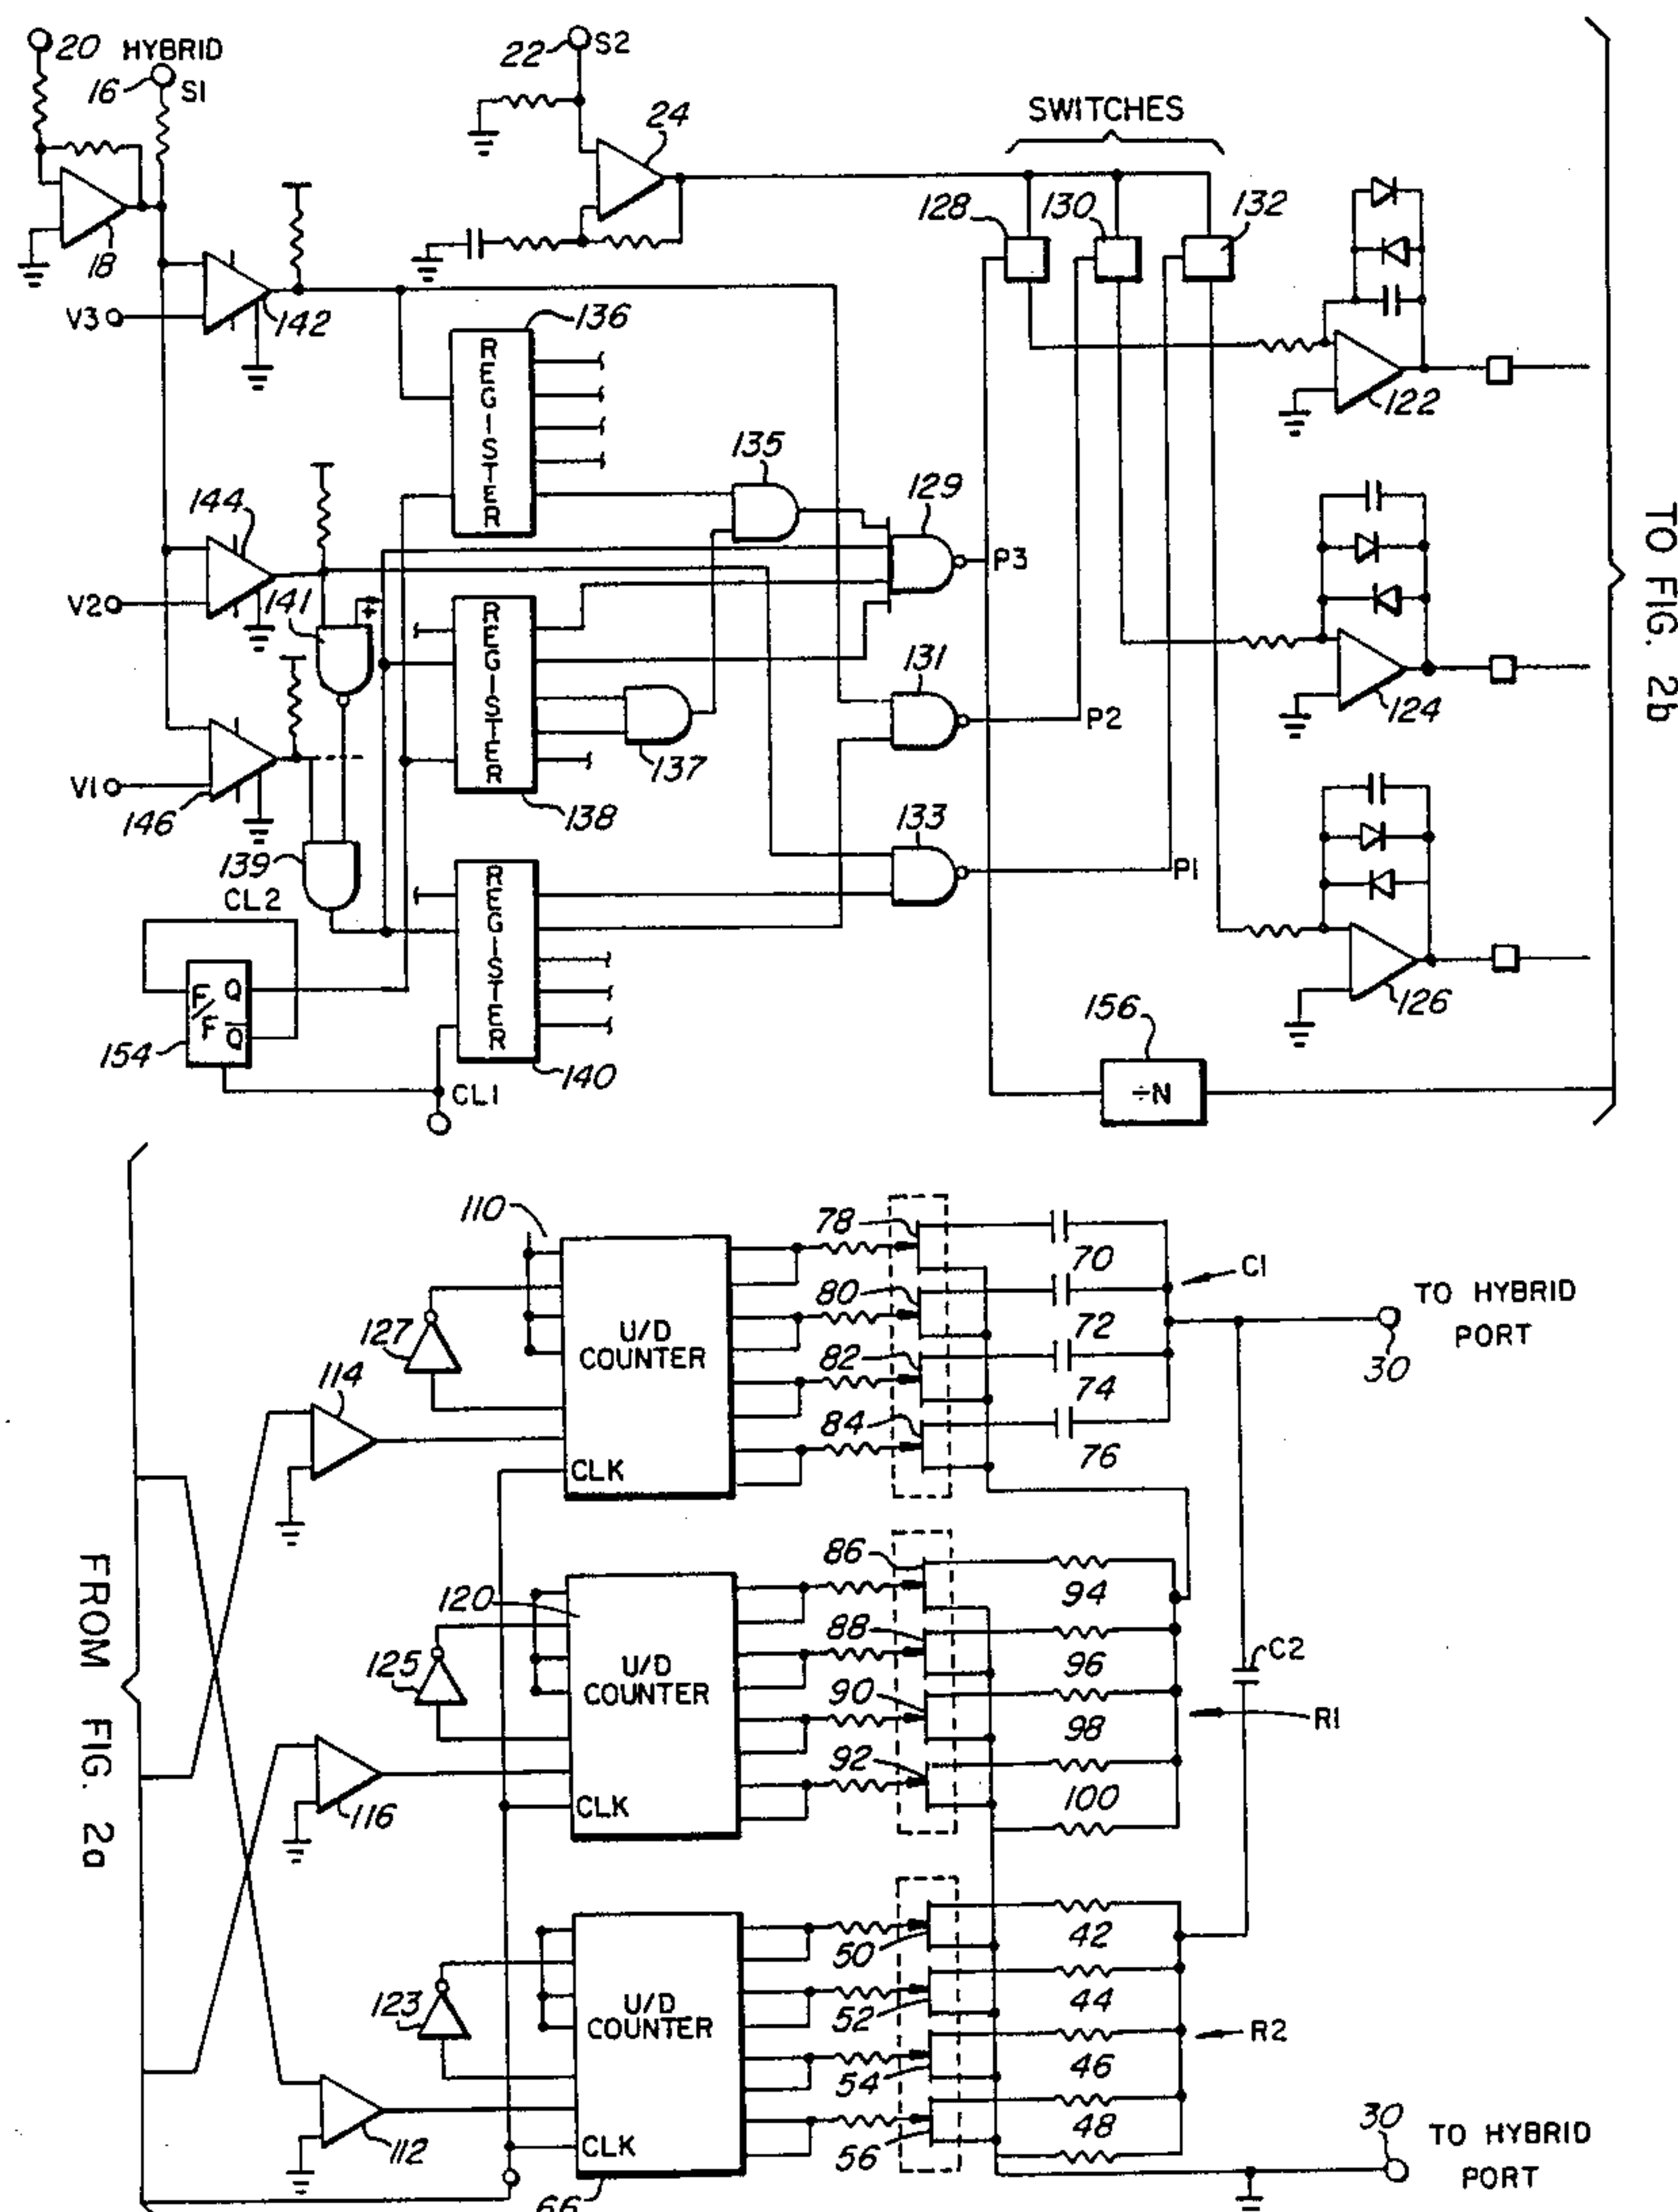 20 HYBRID
16 S1
22 S2
24
SWITCHES
18
128 130 132
V3 142
136
REGISTER
122
135
129
144
P3
V2
141
REGISTER
131
124
P2
V1
146
137
138
133
139
CL2
P1
REGISTER
F/F Q
Q
154
126
156
140
CL1
÷N
TO FIG. 2b
110
78
70
C1
TO HYBRID
PORT
30
80
127
U/D
COUNTER
72
82
114
74
84
76
CLK
86
94
120
88
125
U/D
COUNTER
96
C2
90
98
R1
92
100
116
CLK
FROM FIG. 2a
50
42
123
U/D
COUNTER
52
44
R2
54
46
48
56
112
CLK
66
30
TO HYBRID
PORT